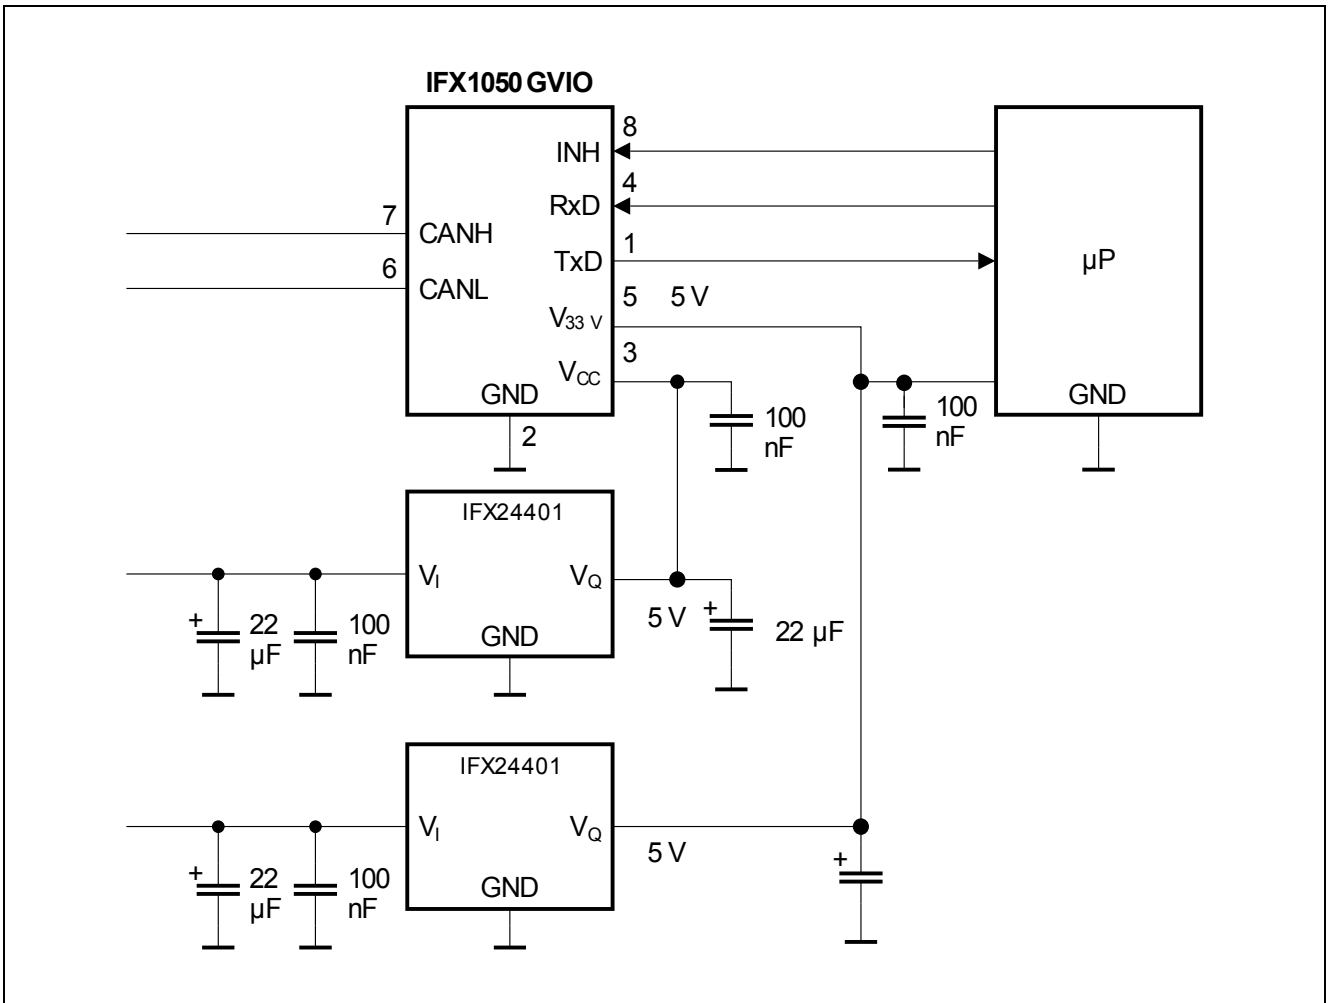 IFX1050 GVIO
8
INH
4
RxD
7
CANH
1
TxD
µP
6
CANL
5
5 V
V33 V
3
VCC
GND
GND
100
nF
100
nF
2
IFX24401
VI
VQ
+
22
µF
100
nF
5 V
+
22 µF
GND
IFX24401
VI
VQ
5 V
+
22
µF
100
nF
+
GND